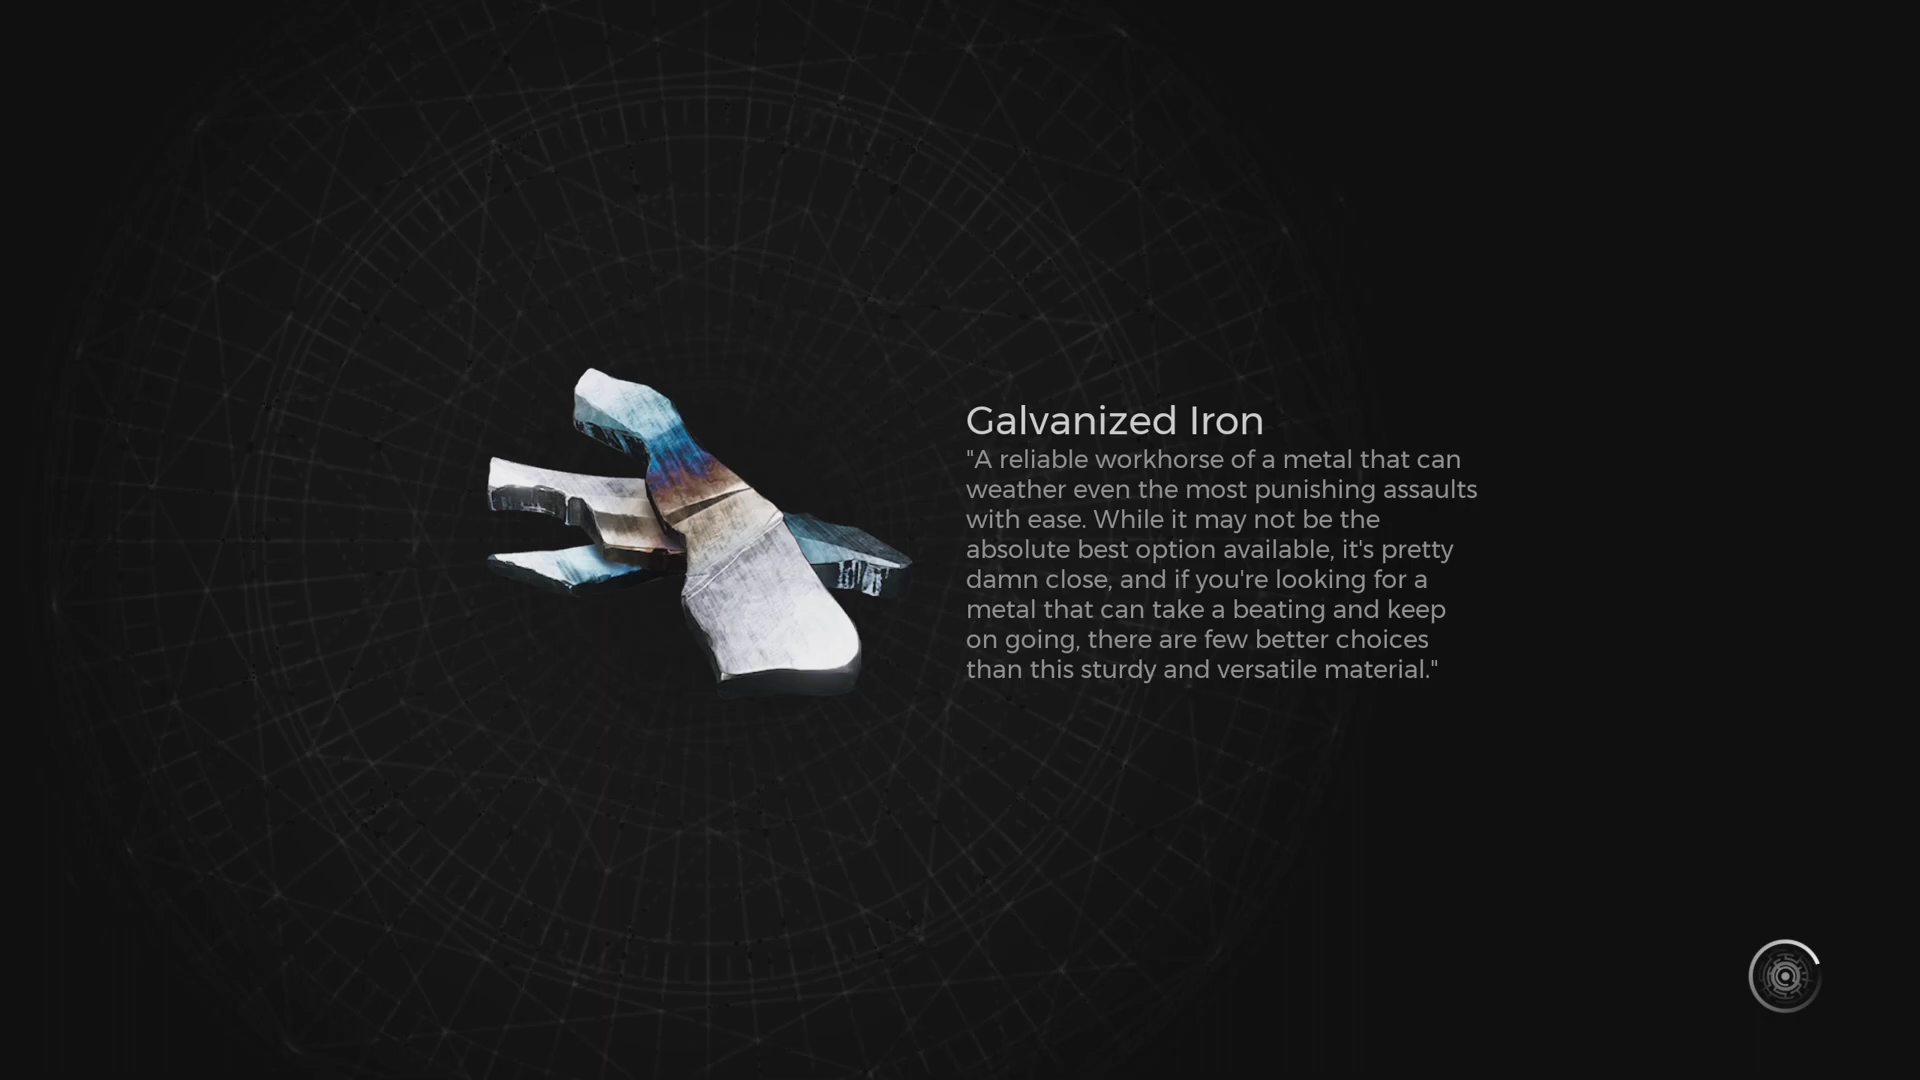 Galvanized Iron
"A reliable workhorse of a metal that can
weather even the most punishing assaults
with ease. While it may not be the
absolute best option available, it's pretty
damn close, and if you're looking for a
metal that can take a beating and keep
on going, there are few better choices
than this sturdy and versatile material."